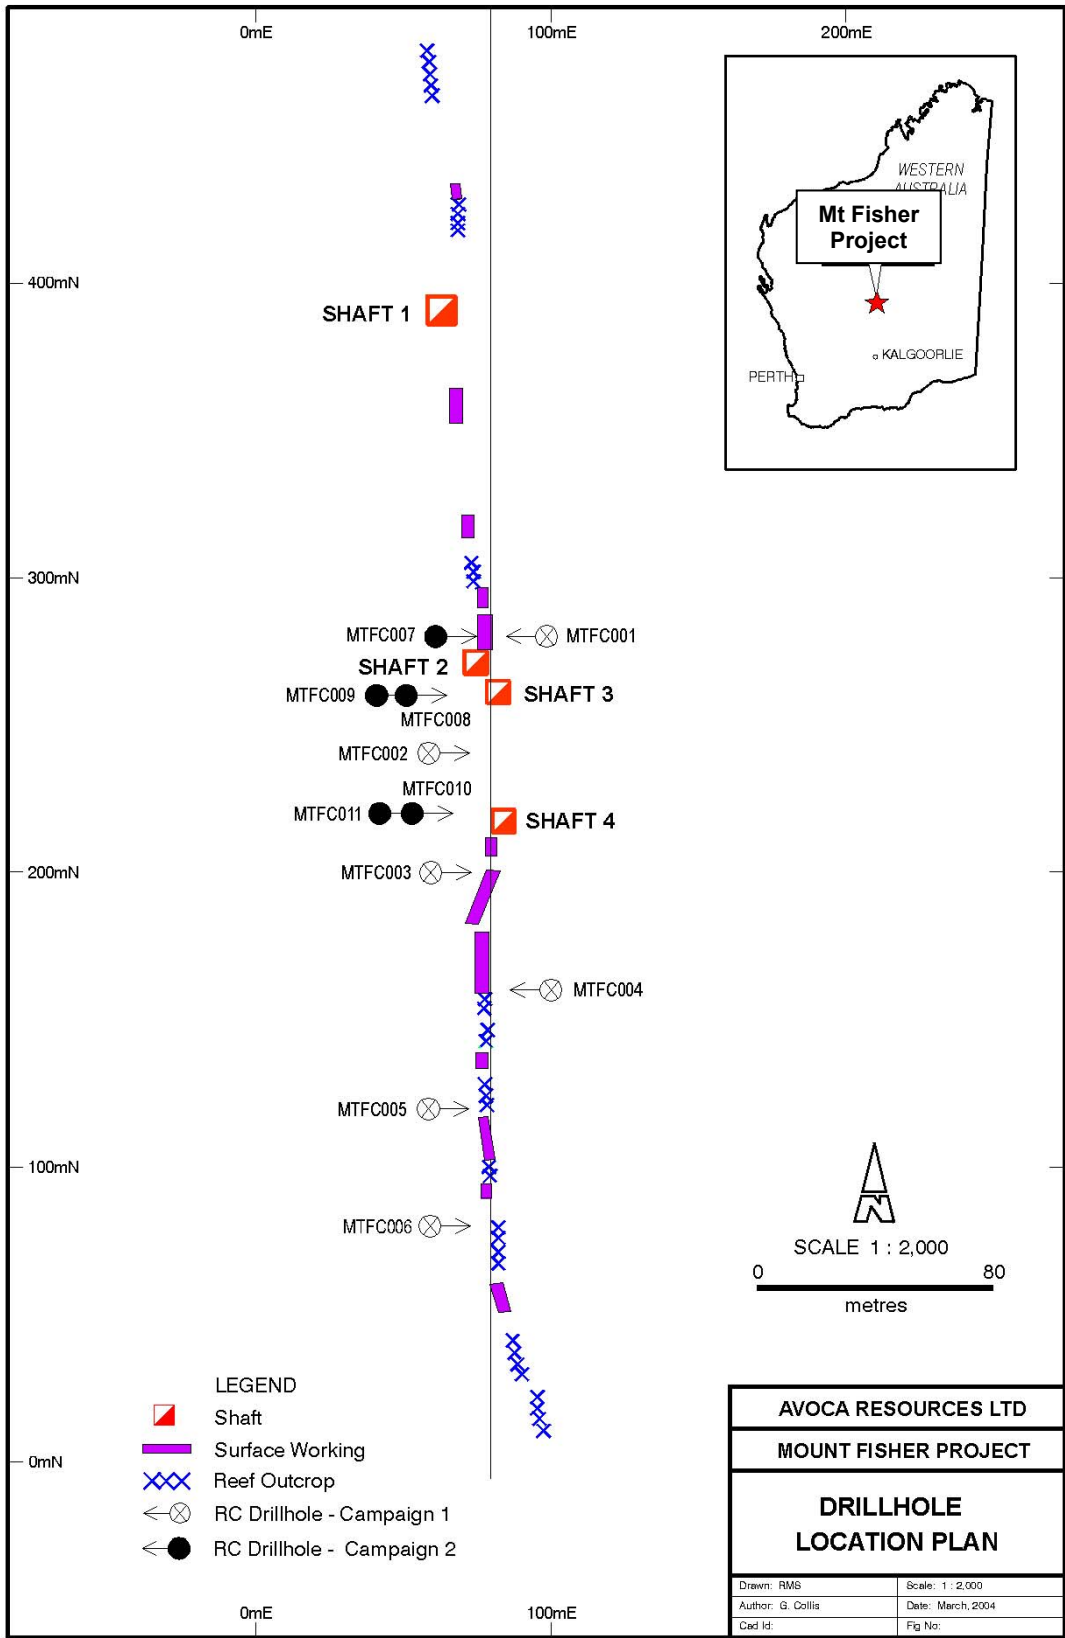 0mE
100mE
200mE
WESTERN
AUSTRALIA
Mt Fisher
Project
KALGOORLIE
PERTH
400mN
SHAFT 1
300mN
MTFC007
MTFC001
SHAFT 2
MTFC009
SHAFT 3
MTFC008
MTFC002
MTFC010
MTFC011
SHAFT 4
200mN
MTFC003
MTFC004
MTFC005
100mN
MTFC006
N
SCALE 1 : 2,000
0 80
metres
LEGEND
Shaft
Surface Working
0mN
Reef Outcrop
RC Drillhole - Campaign 1
RC Drillhole - Campaign 2
AVOCA RESOURCES LTD
MOUNT FISHER PROJECT
DRILLHOLE
LOCATION PLAN
Drawn: RMS
Scale: 1 : 2,000
Author: G. Collis
Date: March, 2004
Cad Id:
Fig No:
0mE
100mE